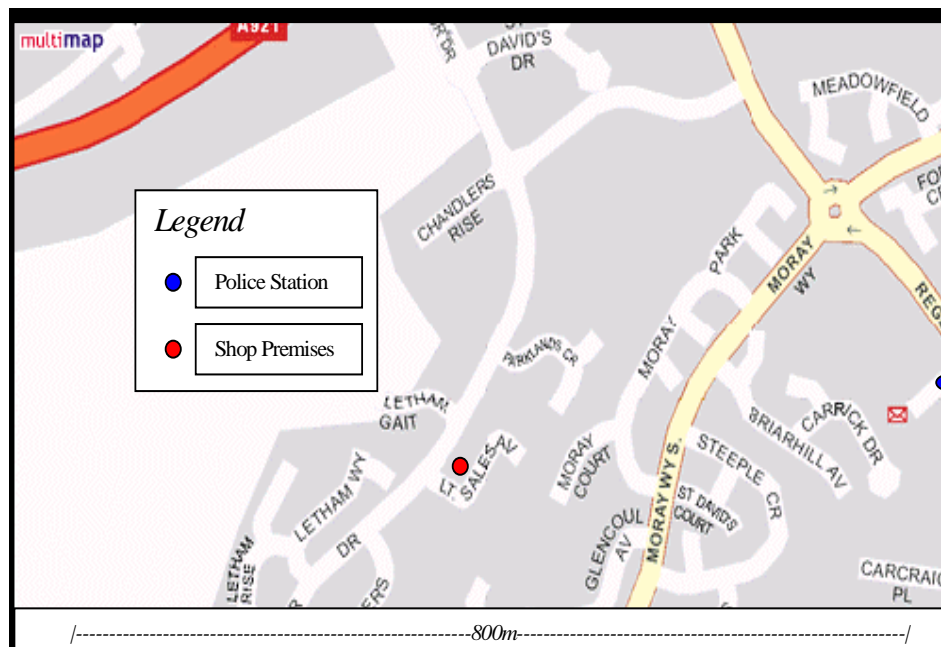 A921
multimap
DAVID'S
DR
DR
MEADOWFIELD
CHANDLERS
RISE
Legend
Police Station
Shop Premises
PARK
MORAY
MORAY
WY
PARKLANDS CR
LETHAM
GAIT
LETHAM WY
LETHAM
RISE
DR
LT. SALES AV
MORAY
COURT
MORAY WY S.
STEEPLE CR
ST DAVID'S
COURT
GLENCOUL
AV
BRIARHILL AV
CARRICK DR
CARCRAIG
PL
/--------800m--------/